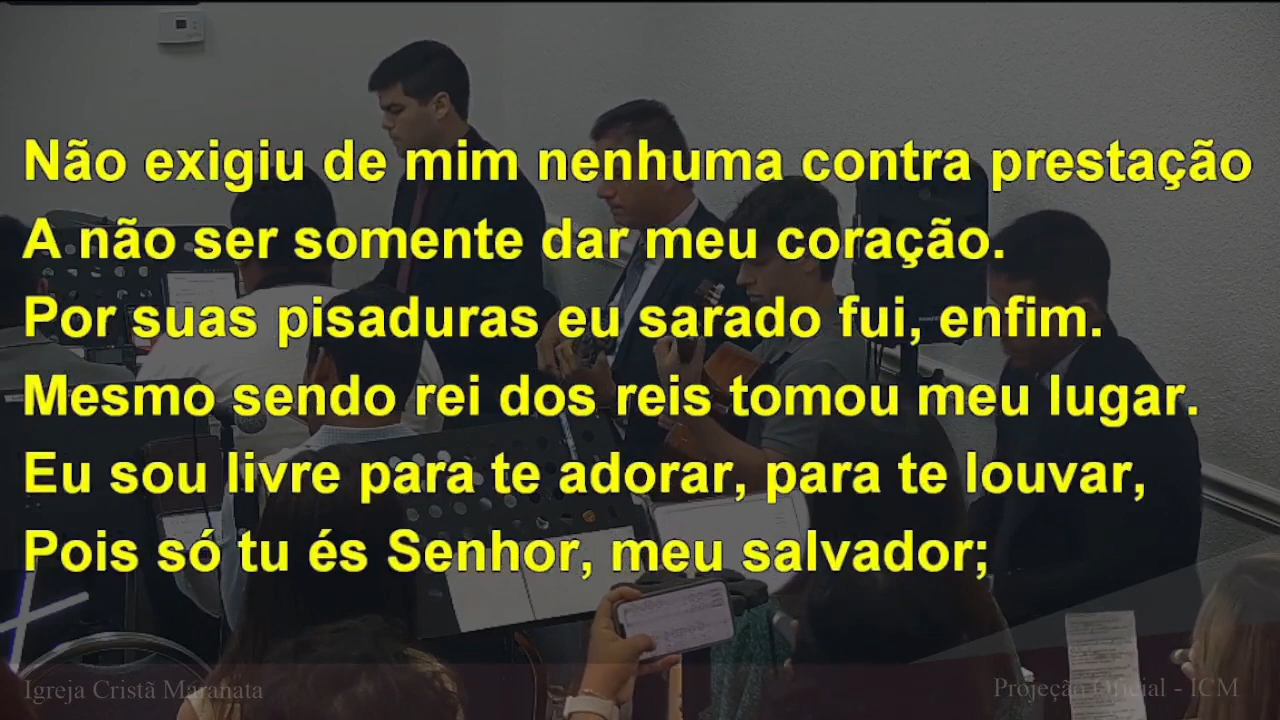 Não exigiu de mim nenhuma contra prestação
A não ser somente dar meu coração.
Por suas pisaduras eu sarado fui, enfim.
Mesmo sendo rei dos reis tomou meu lugar.
Eu sou livre para te adorar, para te louvar,
Pois só tu és Senhor, meu salvador;
Igreja Cristã Maranata
Projeção Oficial - ICM